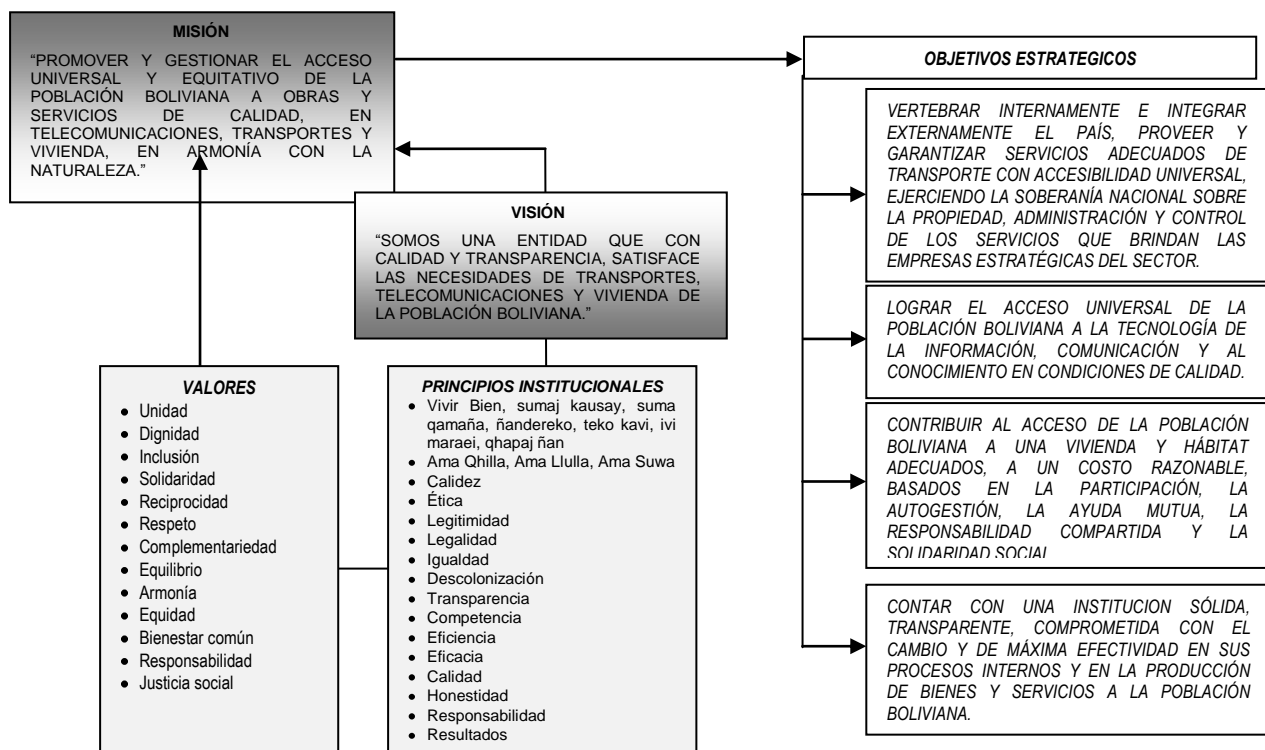 MISIÓN
“PROMOVER Y GESTIONAR EL ACCESO
UNIVERSAL Y EQUITATIVO DE LA
POBLACIÓN BOLIVIANA A OBRAS Y
SERVICIOS DE CALIDAD, EN
TELECOMUNICACIONES, TRANSPORTES Y
VIVIENDA, EN ARMONÍA CON LA
NATURALEZA.”
VISIÓN
“SOMOS UNA ENTIDAD QUE CON
CALIDAD Y TRANSPARENCIA, SATISFACE
LAS NECESIDADES DE TRANSPORTES,
TELECOMUNICACIONES Y VIVIENDA DE
LA POBLACIÓN BOLIVIANA.”
VALORES
• Unidad
• Dignidad
• Inclusión
• Solidaridad
• Reciprocidad
• Respeto
• Complementariedad
• Equilibrio
• Armonía
• Equidad
• Bienestar común
• Responsabilidad
• Justicia social
PRINCIPIOS INSTITUCIONALES
• Vivir Bien, sumaj kausay, suma
qamaña, ñandereko, teko kavi, ivi
maraei, qhapaj ñan
• Ama Qhilla, Ama Llulla, Ama Suwa
• Calidez
• Ética
• Legitimidad
• Legalidad
• Igualdad
• Descolonización
• Transparencia
• Competencia
• Eficiencia
• Eficacia
• Calidad
• Honestidad
• Responsabilidad
• Resultados
OBJETIVOS ESTRATEGICOS
VERTEBRAR INTERNAMENTE E INTEGRAR
EXTERNAMENTE EL PAÍS, PROVEER Y
GARANTIZAR SERVICIOS ADECUADOS DE
TRANSPORTE CON ACCESIBILIDAD UNIVERSAL,
EJERCIENDO LA SOBERANÍA NACIONAL SOBRE
LA PROPIEDAD, ADMINISTRACIÓN Y CONTROL
DE LOS SERVICIOS QUE BRINDAN LAS
EMPRESAS ESTRATÉGICAS DEL SECTOR.
LOGRAR EL ACCESO UNIVERSAL DE LA
POBLACIÓN BOLIVIANA A LA TECNOLOGÍA DE
LA INFORMACIÓN, COMUNICACIÓN Y AL
CONOCIMIENTO EN CONDICIONES DE CALIDAD.
CONTRIBUIR AL ACCESO DE LA POBLACIÓN
BOLIVIANA A UNA VIVIENDA Y HÁBITAT
ADECUADOS, A UN COSTO RAZONABLE,
BASADOS EN LA PARTICIPACIÓN, LA
AUTOGESTIÓN, LA AYUDA MUTUA, LA
RESPONSABILIDAD COMPARTIDA Y LA
SOLIDARIDAD SOCIAL
CONTAR CON UNA INSTITUCION SÓLIDA,
TRANSPARENTE, COMPROMETIDA CON EL
CAMBIO Y DE MÁXIMA EFECTIVIDAD EN SUS
PROCESOS INTERNOS Y EN LA PRODUCCIÓN
DE BIENES Y SERVICIOS A LA POBLACIÓN
BOLIVIANA.